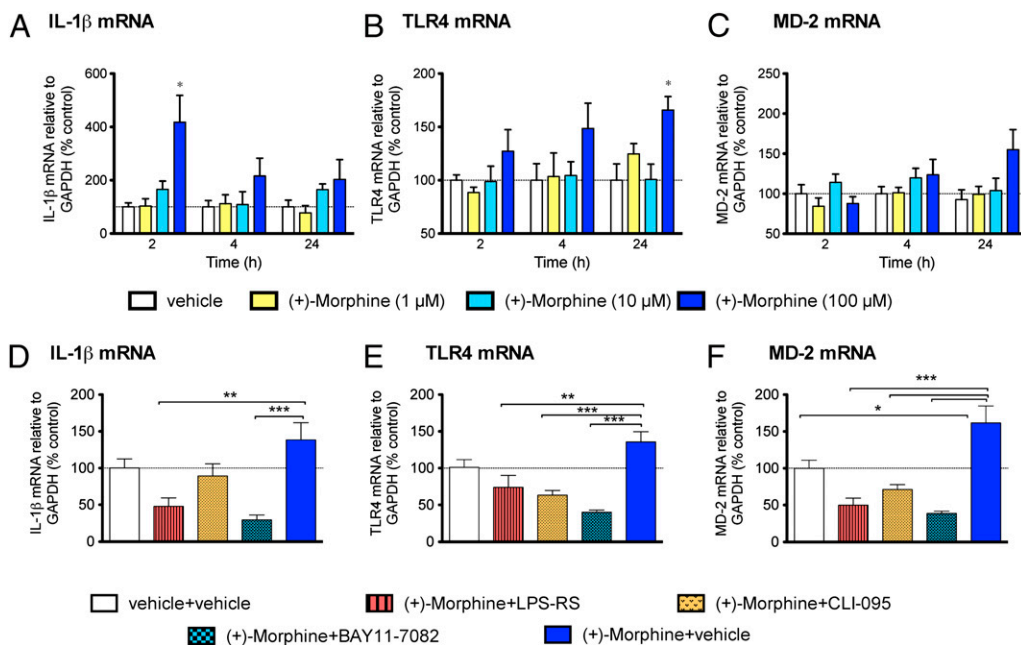 A IL-1β mRNA
IL-1β mRNA relative to
GAPDH (% control)
600
400
200
0
*
2 4 24
Time (h)
B TLR4 mRNA
TLR4 mRNA relative to
GAPDH (% control)
200
150
100
50
*
2 4 24
Time (h)
C MD-2 mRNA
MD-2 mRNA relative to
GAPDH (% control)
250
200
150
100
50
2 4 24
Time (h)
vehicle (+)-Morphine (1 µM) (+)-Morphine (10 µM) (+)-Morphine (100 µM)
D IL-1β mRNA
IL-1β mRNA relative to
GAPDH (% control)
200
150
100
50
0
**
***
E TLR4 mRNA
TLR4 mRNA relative to
GAPDH (% control)
200
150
100
50
0
**
***
***
F MD-2 mRNA
MD-2 mRNA relative to
GAPDH (% control)
200
150
100
50
0
***
*
vehicle+vehicle (+)-Morphine+LPS-RS (+)-Morphine+CLI-095
(+)-Morphine+BAY11-7082 (+)-Morphine+vehicle